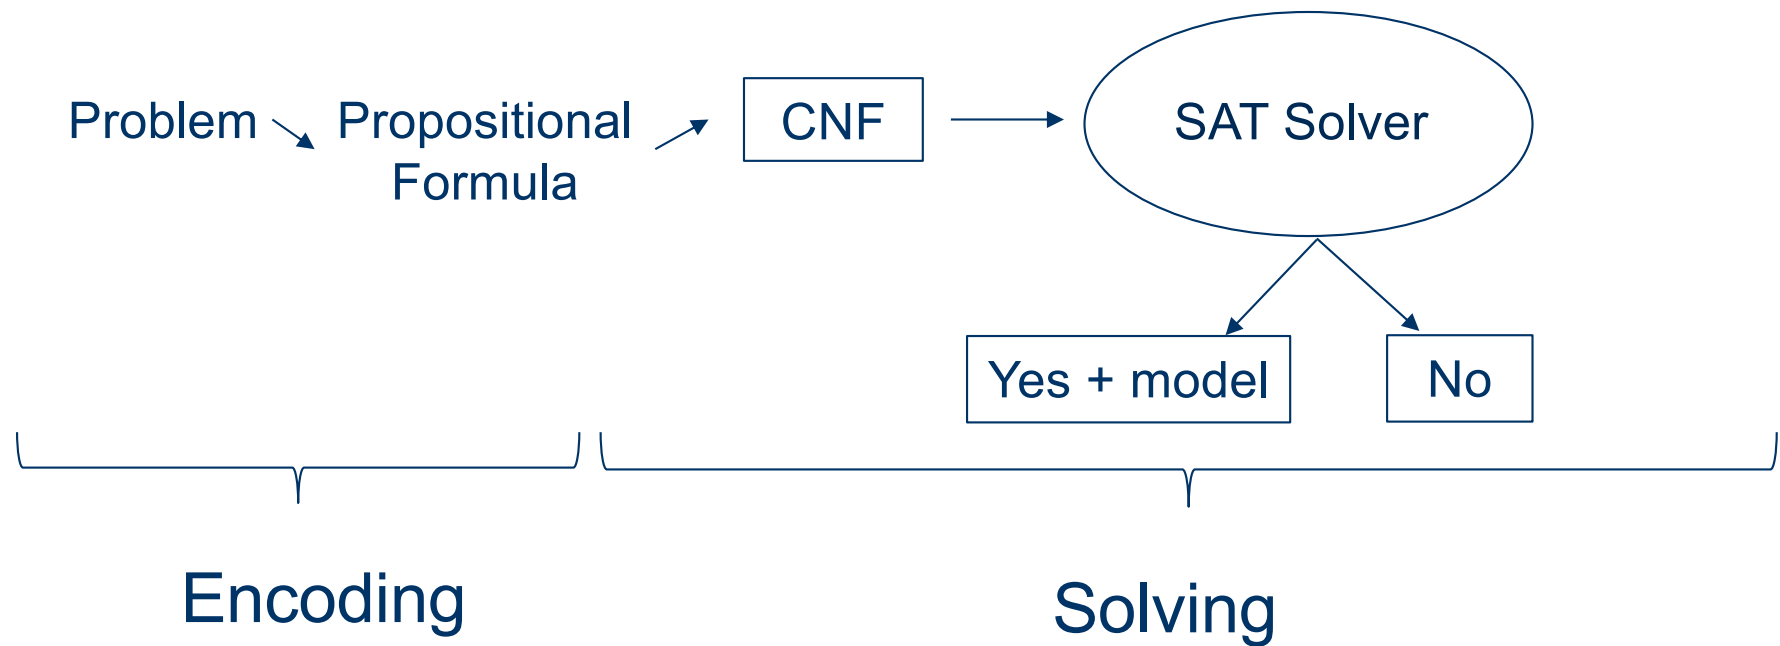 Problem
Propositional
Formula
CNF
SAT Solver
Yes + model
No
Encoding
Solving